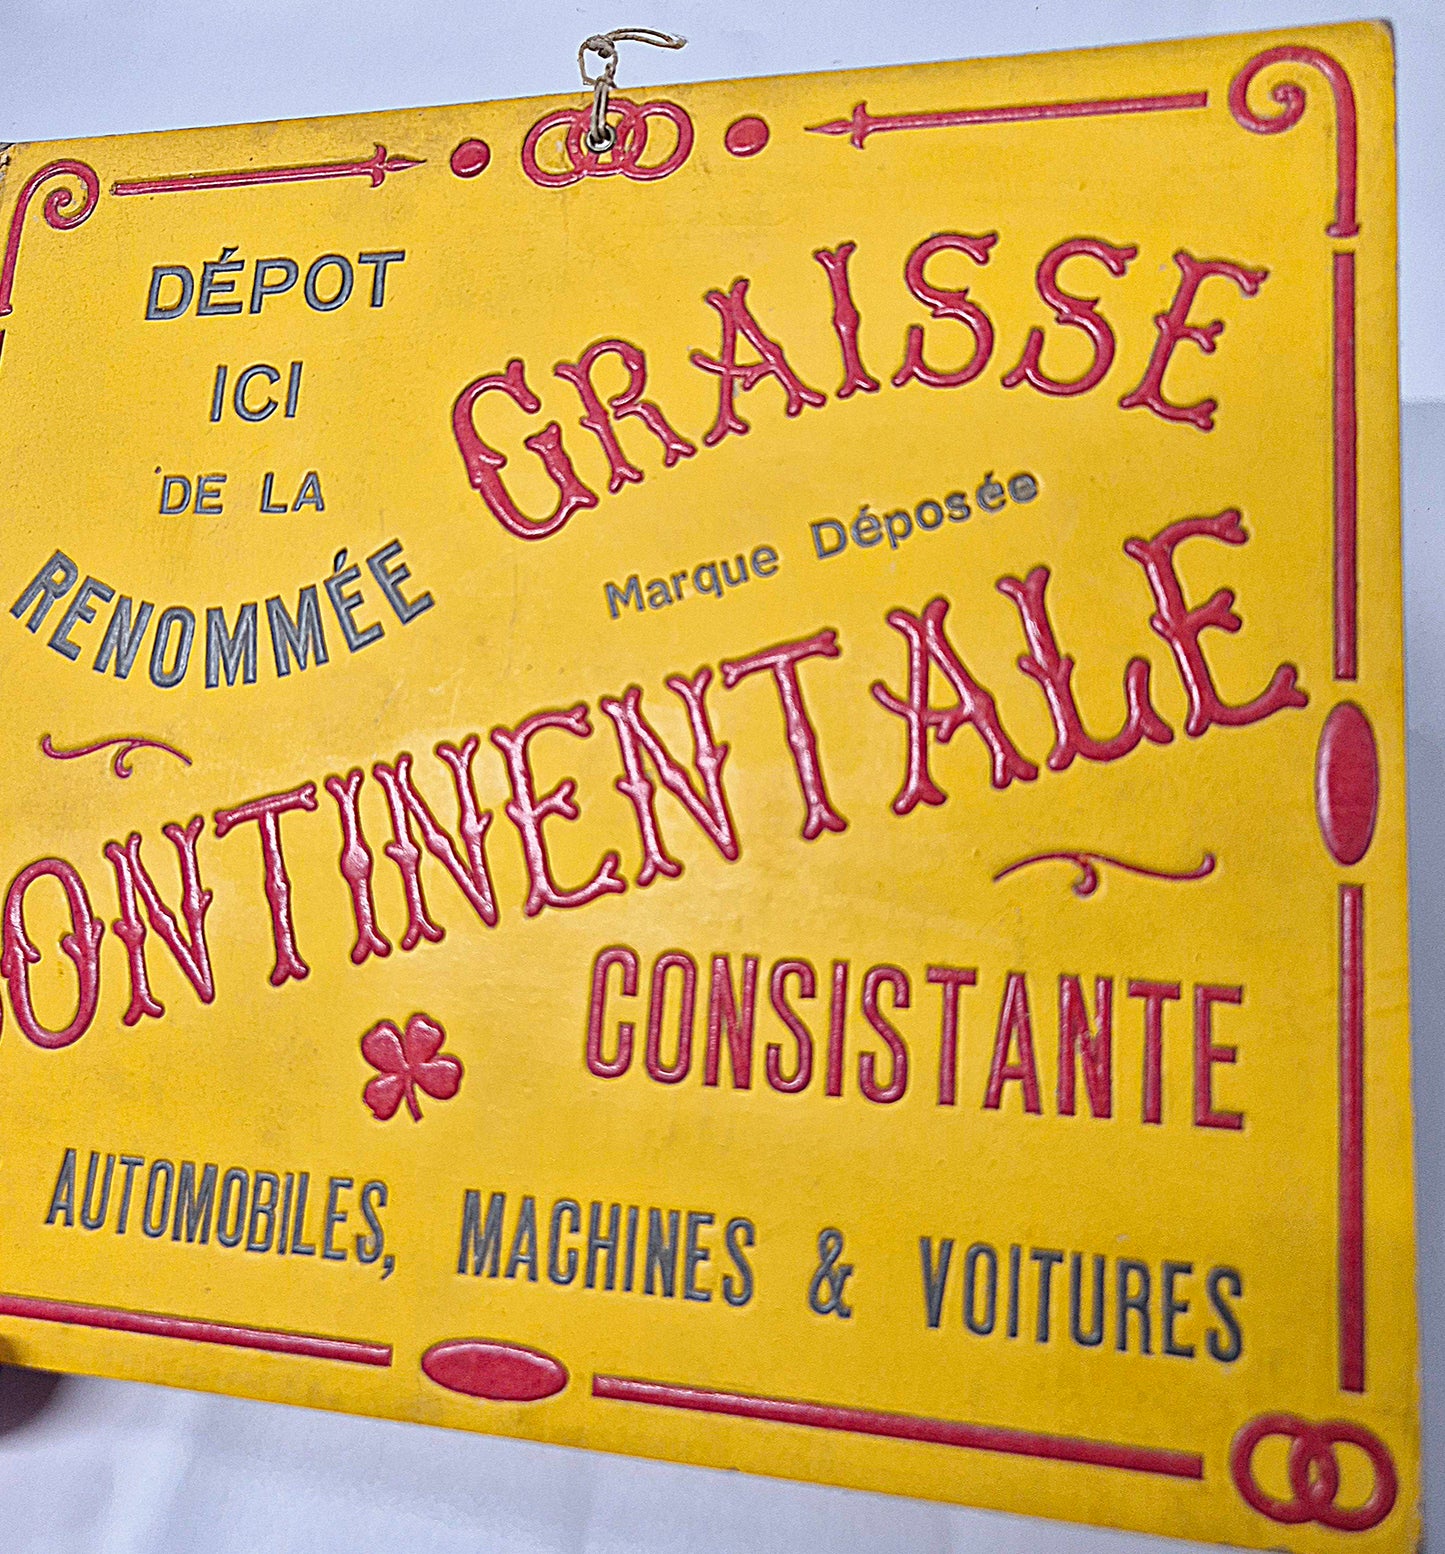 DÉPOT
ICI
DE LA
RENOMMÉE
GRAISSE
Marque Déposée
ONTINENTALE
CONSISTANTE
AUTOMOBILES, MACHINES & VOITURES